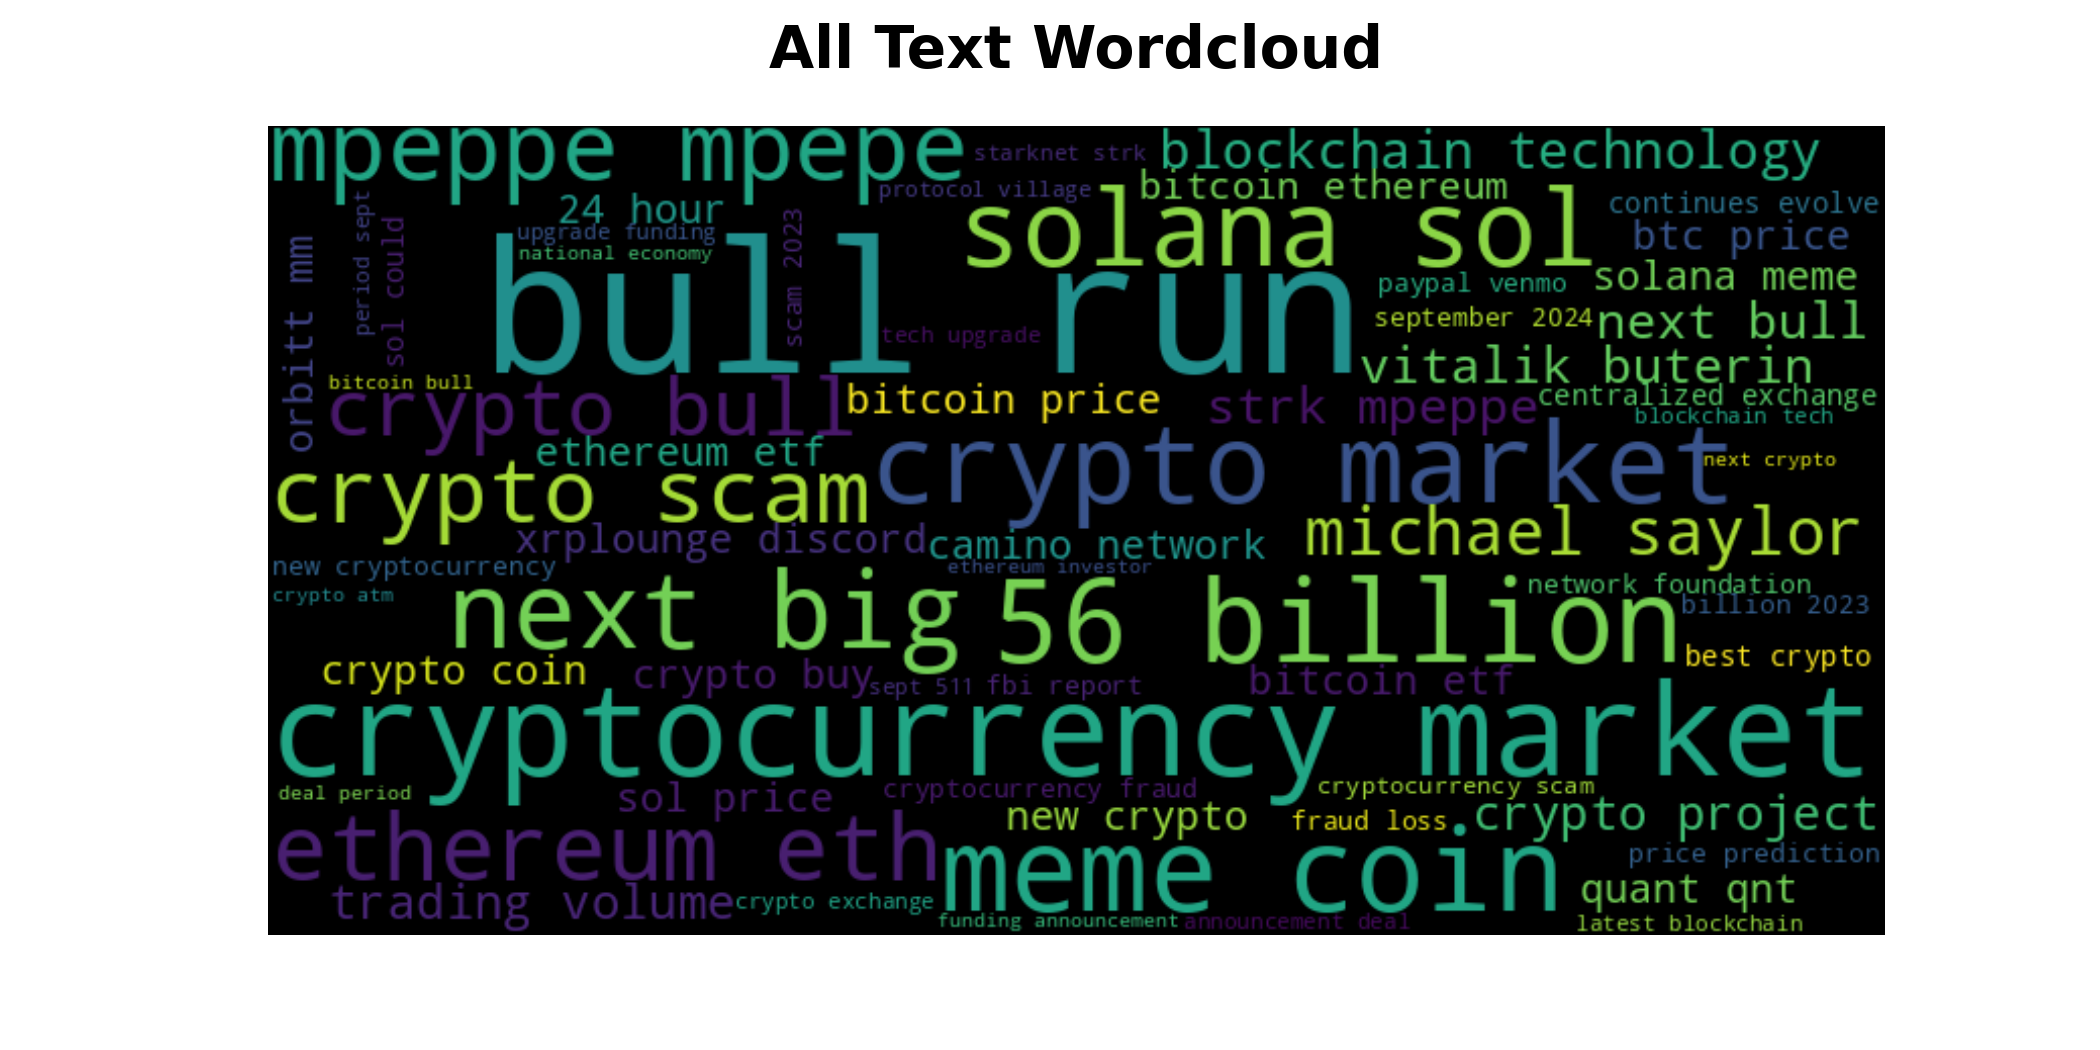 All Text Wordcloud
mpeppe mpepe
starknet strk
blockchain technology
protocol village
bitcoin ethereum
24 hour
solana sol
continues evolve
upgrade funding
national economy
btc price
period sept
sol could
scam 2023
orbitt mm
bull run
paypal venmo
solana meme
september 2024
next bull
tech upgrade
vitalik buterin
bitcoin bull
crypto bull
bitcoin price
strk mpeppe
centralized exchange
blockchain tech
ethereum etf
crypto market
next crypto
crypto scam
xrplounge discord
camino network
michael saylor
new cryptocurrency
ethereum investor
crypto atm
next big
56 billion
network foundation
billion 2023
crypto coin
crypto buy
sept 511
fbi report
bitcoin etf
best crypto
cryptocurrency market
deal period
sol price
cryptocurrency fraud
cryptocurrency scam
new crypto
fraud loss
crypto project
ethereum eth
meme coin
price prediction
trading volume
crypto exchange
quant qnt
funding announcement
announcement deal
latest blockchain